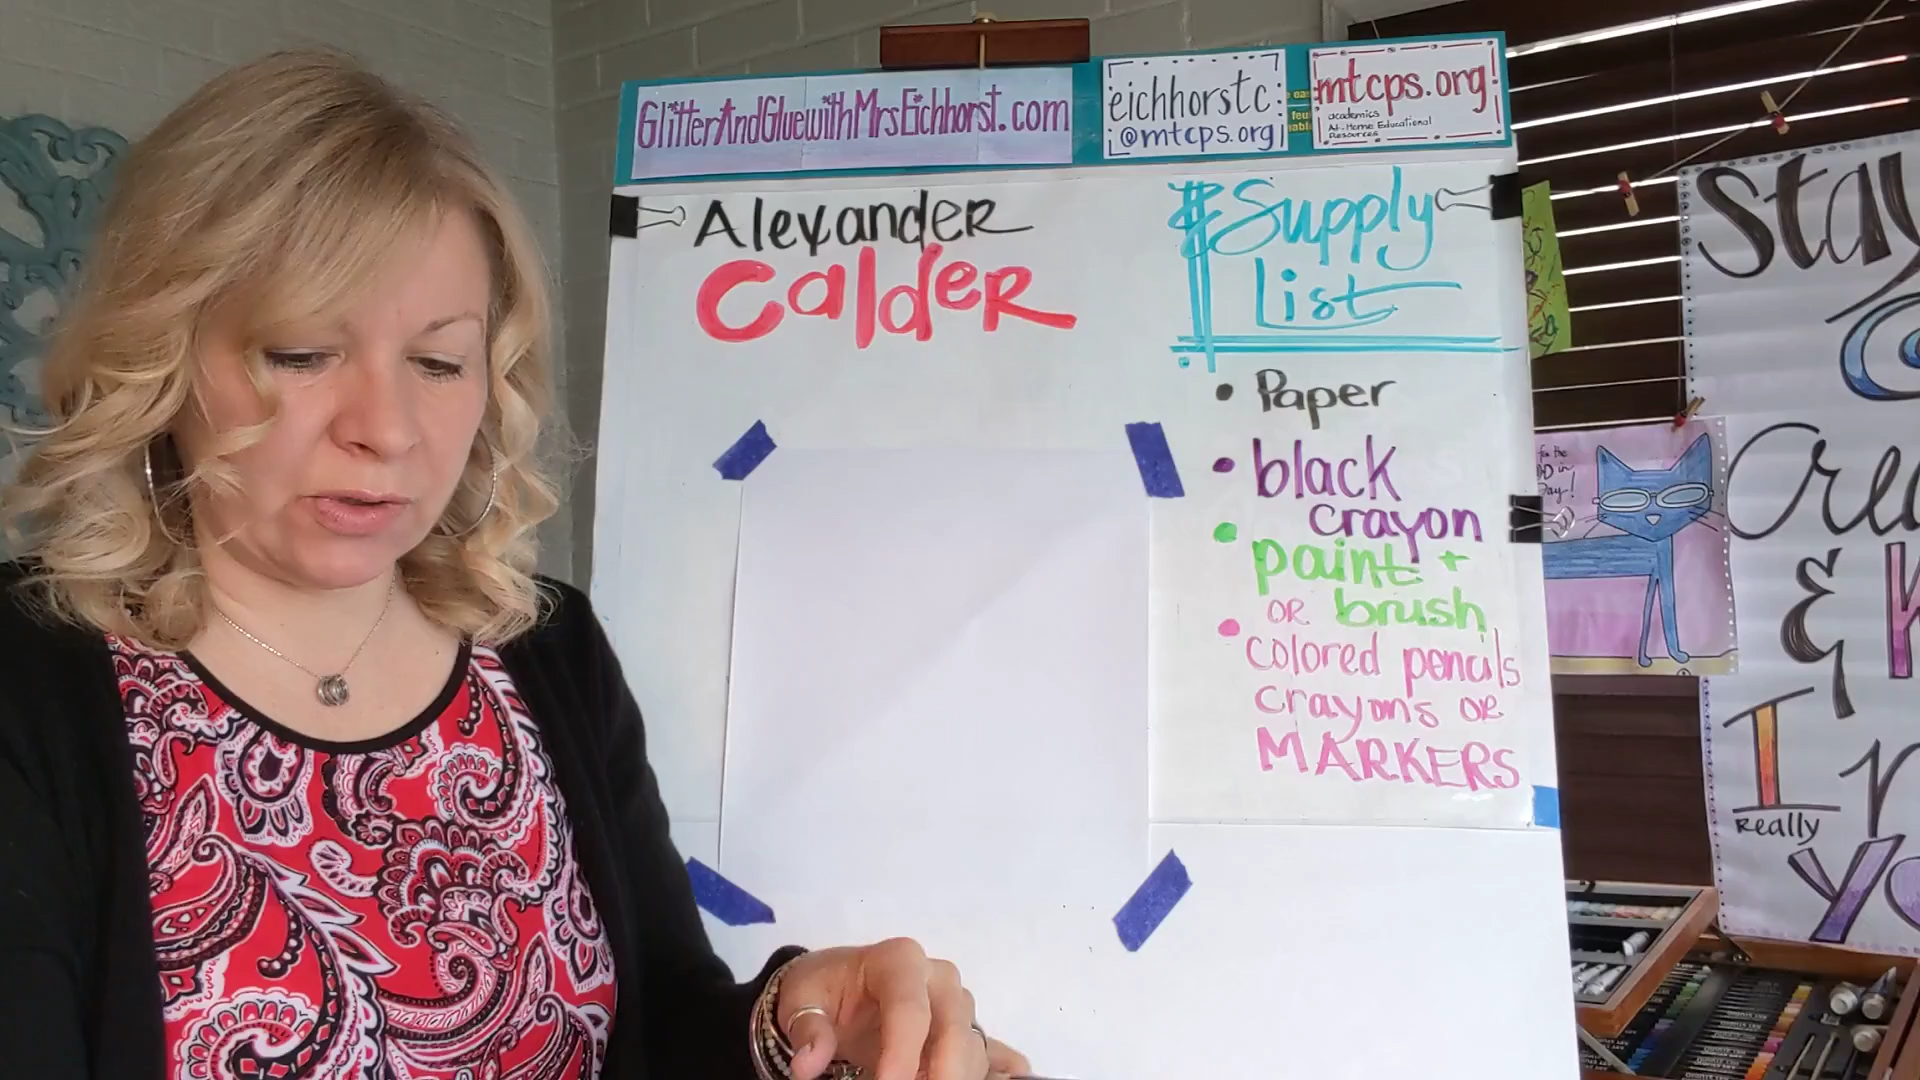 GlitterAndGluewithMrsEichhorst.com
eichhorstc
@mtcps.org
mtcps.org
academics
At-Home Educational
Resources
Alexander
Calder
Supply
List
• Paper
• black
crayon
• paint +
OR brush
• colored pencils
crayons OR
MARKERS
Stay
&
I
Really